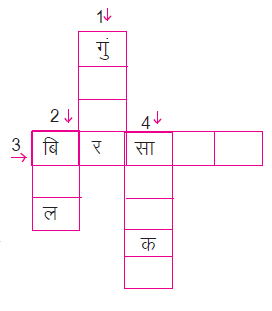 1↓
गुं
2 ↓
4↓
3 →
बि र सा
ल
क